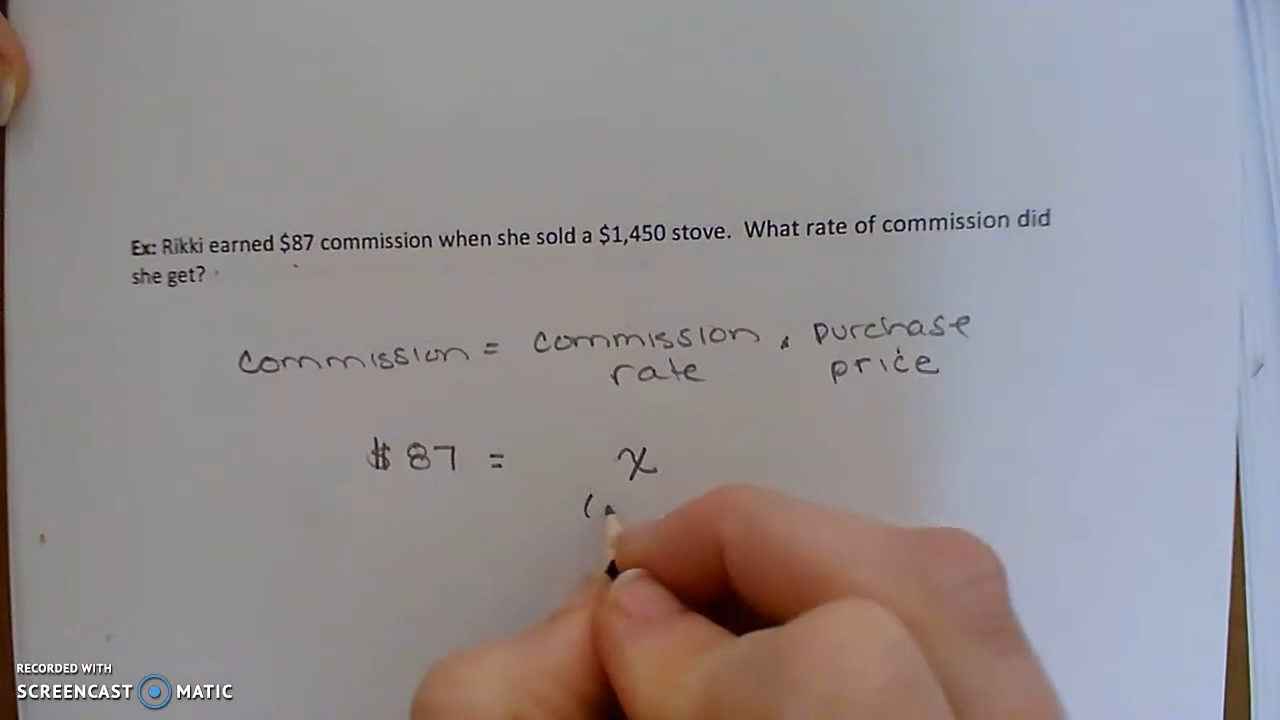 Ex: Rikki earned $87 commission when she sold a $1,450 stove. What rate of commission did
she get?
commission = commission · purchase
rate price
$87 = x
(
RECORDED WITH
SCREENCAST MATIC